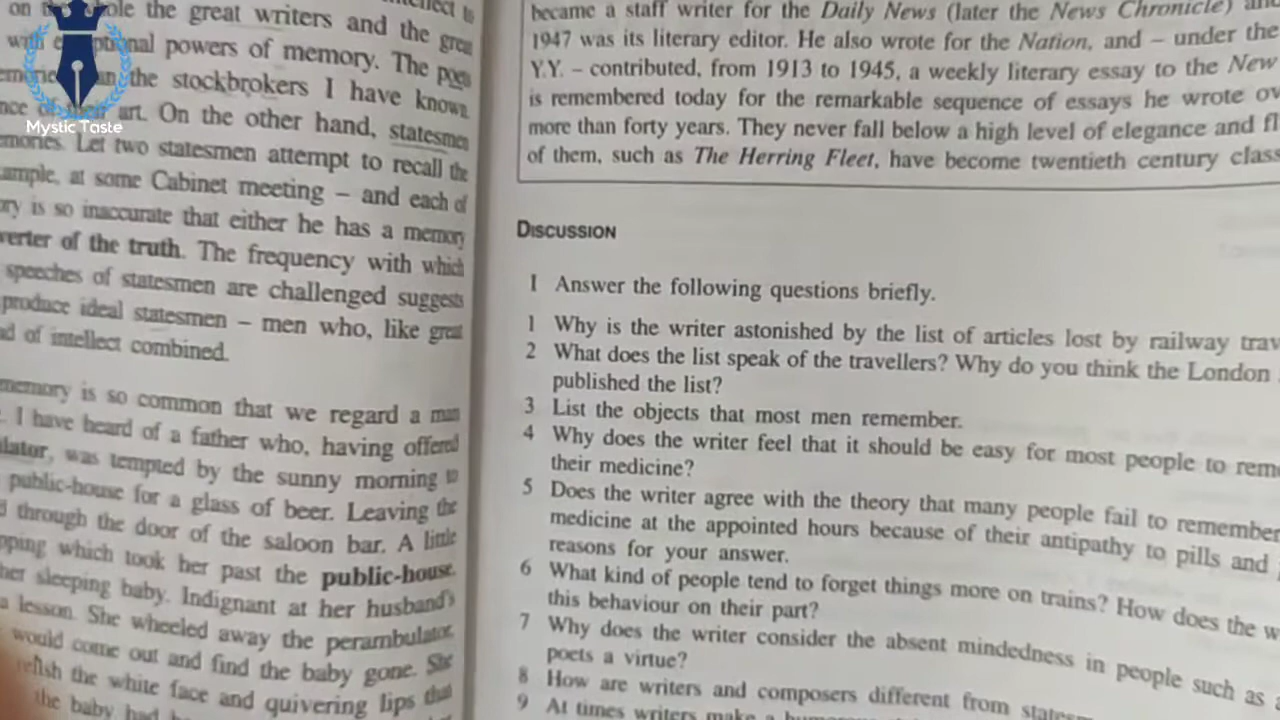 Mystic Taste
the great writers and the great
powers of memory. The poets
the stockbrokers I have known
art. On the other hand, statesmen
Let two statesmen attempt to recall the
at some Cabinet meeting – and each of
is so inaccurate that either he has a memory
of the truth. The frequency with which
speeches of statesmen are challenged suggests
produce ideal statesmen – men who, like great
of intellect combined.
memory is so common that we regard a man
I have heard of a father who, having offered
was tempted by the sunny morning to
public-house for a glass of beer. Leaving the
through the door of the saloon bar. A little
which took her past the public-house.
her sleeping baby. Indignant at her husband's
a lesson. She wheeled away the perambulator,
would come out and find the baby gone. She
the white face and quivering lips that
the baby had
became a staff writer for the Daily News (later the News Chronicle) and
1947 was its literary editor. He also wrote for the Nation, and – under the
Y.Y. – contributed, from 1913 to 1945, a weekly literary essay to the New
is remembered today for the remarkable sequence of essays he wrote
more than forty years. They never fall below a high level of elegance and
of them, such as The Herring Fleet, have become twentieth century
DISCUSSION
I Answer the following questions briefly.
1 Why is the writer astonished by the list of articles lost by railway
2 What does the list speak of the travellers? Why do you think the London
published the list?
3 List the objects that most men remember.
4 Why does the writer feel that it should be easy for most people to
their medicine?
5 Does the writer agree with the theory that many people fail to remember
medicine at the appointed hours because of their antipathy to pills and
reasons for your answer.
6 What kind of people tend to forget things more on trains? How does the
this behaviour on their part?
7 Why does the writer consider the absent mindedness in people such as
poets a virtue?
8 How are writers and composers different from
9 At times writers make a